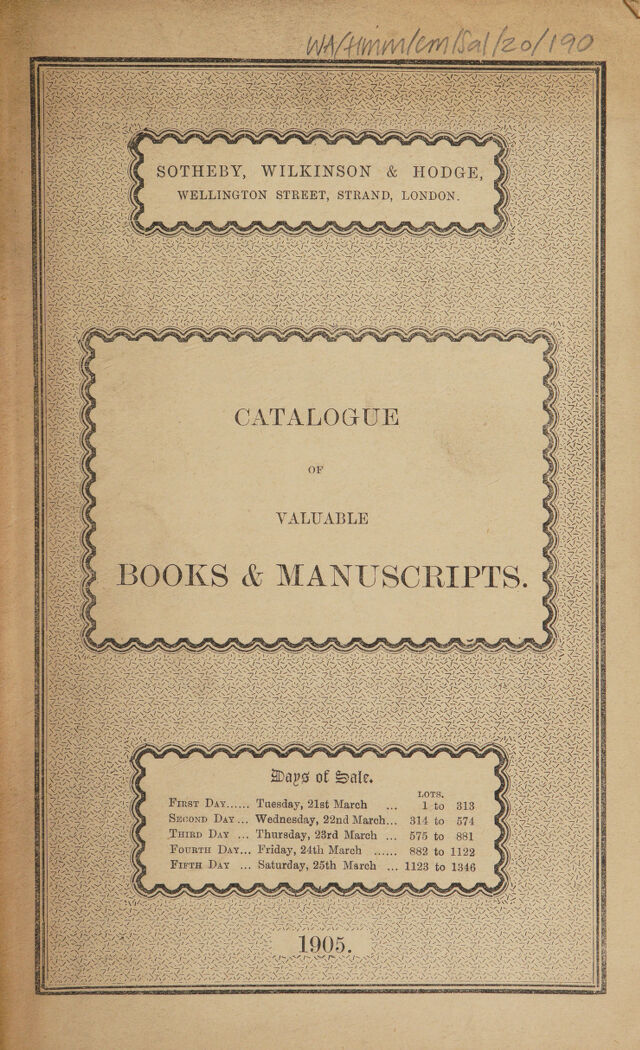 WA/HMM/CM/Sal/20/190
SOTHEBY, WILKINSON & HODGE,
WELLINGTON STREET, STRAND, LONDON.
CATALOGUE
OF
VALUABLE
BOOKS & MANUSCRIPTS.
Days of Sale.
LOTS.
FIRST DAY...... Tuesday, 21st March ... 1 to 313
SECOND DAY... Wednesday, 22nd March... 314 to 574
THIRD DAY ... Thursday, 23rd March ... 575 to 881
FOURTH DAY... Friday, 24th March ...... 882 to 1122
FIFTH DAY ... Saturday, 25th March ... 1123 to 1346
1905.